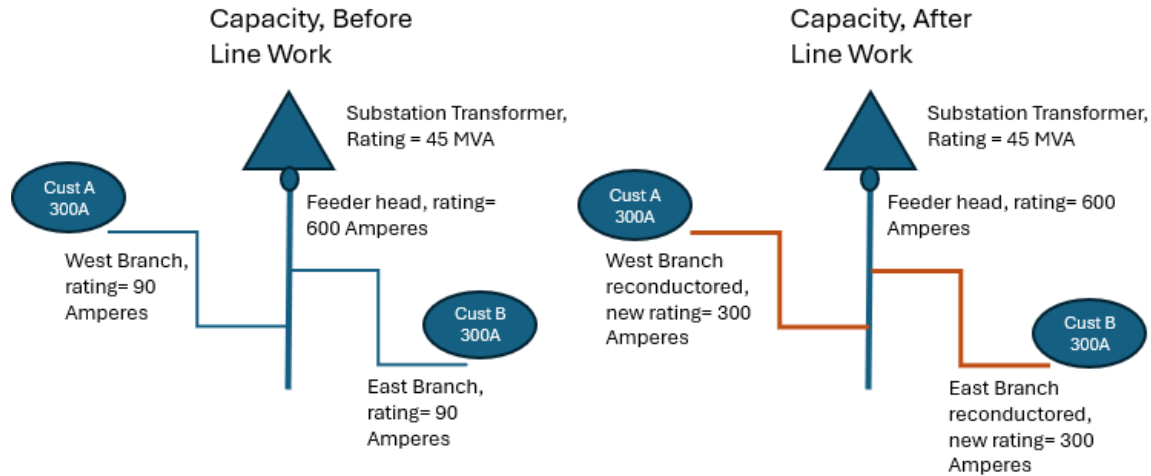 Capacity, Before
Line Work
Substation Transformer,
Rating = 45 MVA
Cust A
300A
Feeder head, rating=
600 Amperes
West Branch,
rating= 90
Amperes
Cust B
300A
East Branch,
rating= 90
Amperes
Capacity, After
Line Work
Substation Transformer,
Rating = 45 MVA
Cust A
300A
Feeder head, rating= 600
Amperes
West Branch
reconductored,
new rating= 300
Amperes
Cust B
300A
East Branch
reconductored,
new rating= 300
Amperes